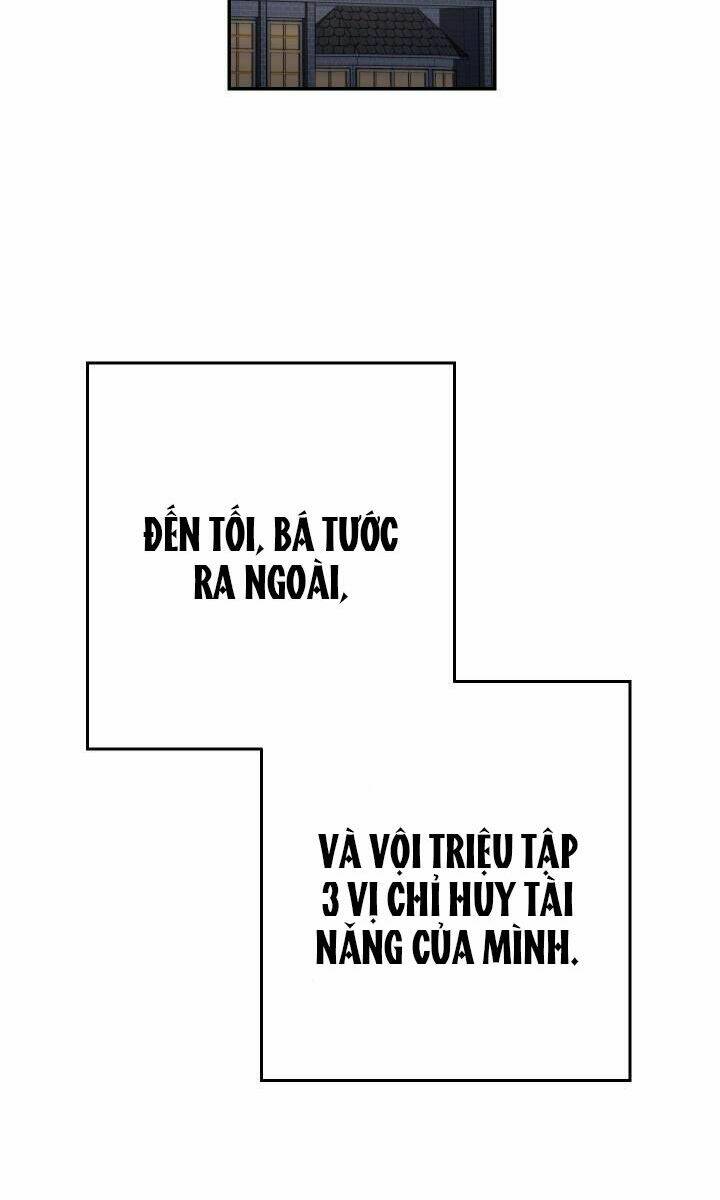 ĐẾN TỐI, BÁ TƯỚC
RA NGOÀI,
VÀ VỘI TRIỆU TẬP
3 VỊ CHỈ HUY TÀI
NĂNG CỦA MÌNH.